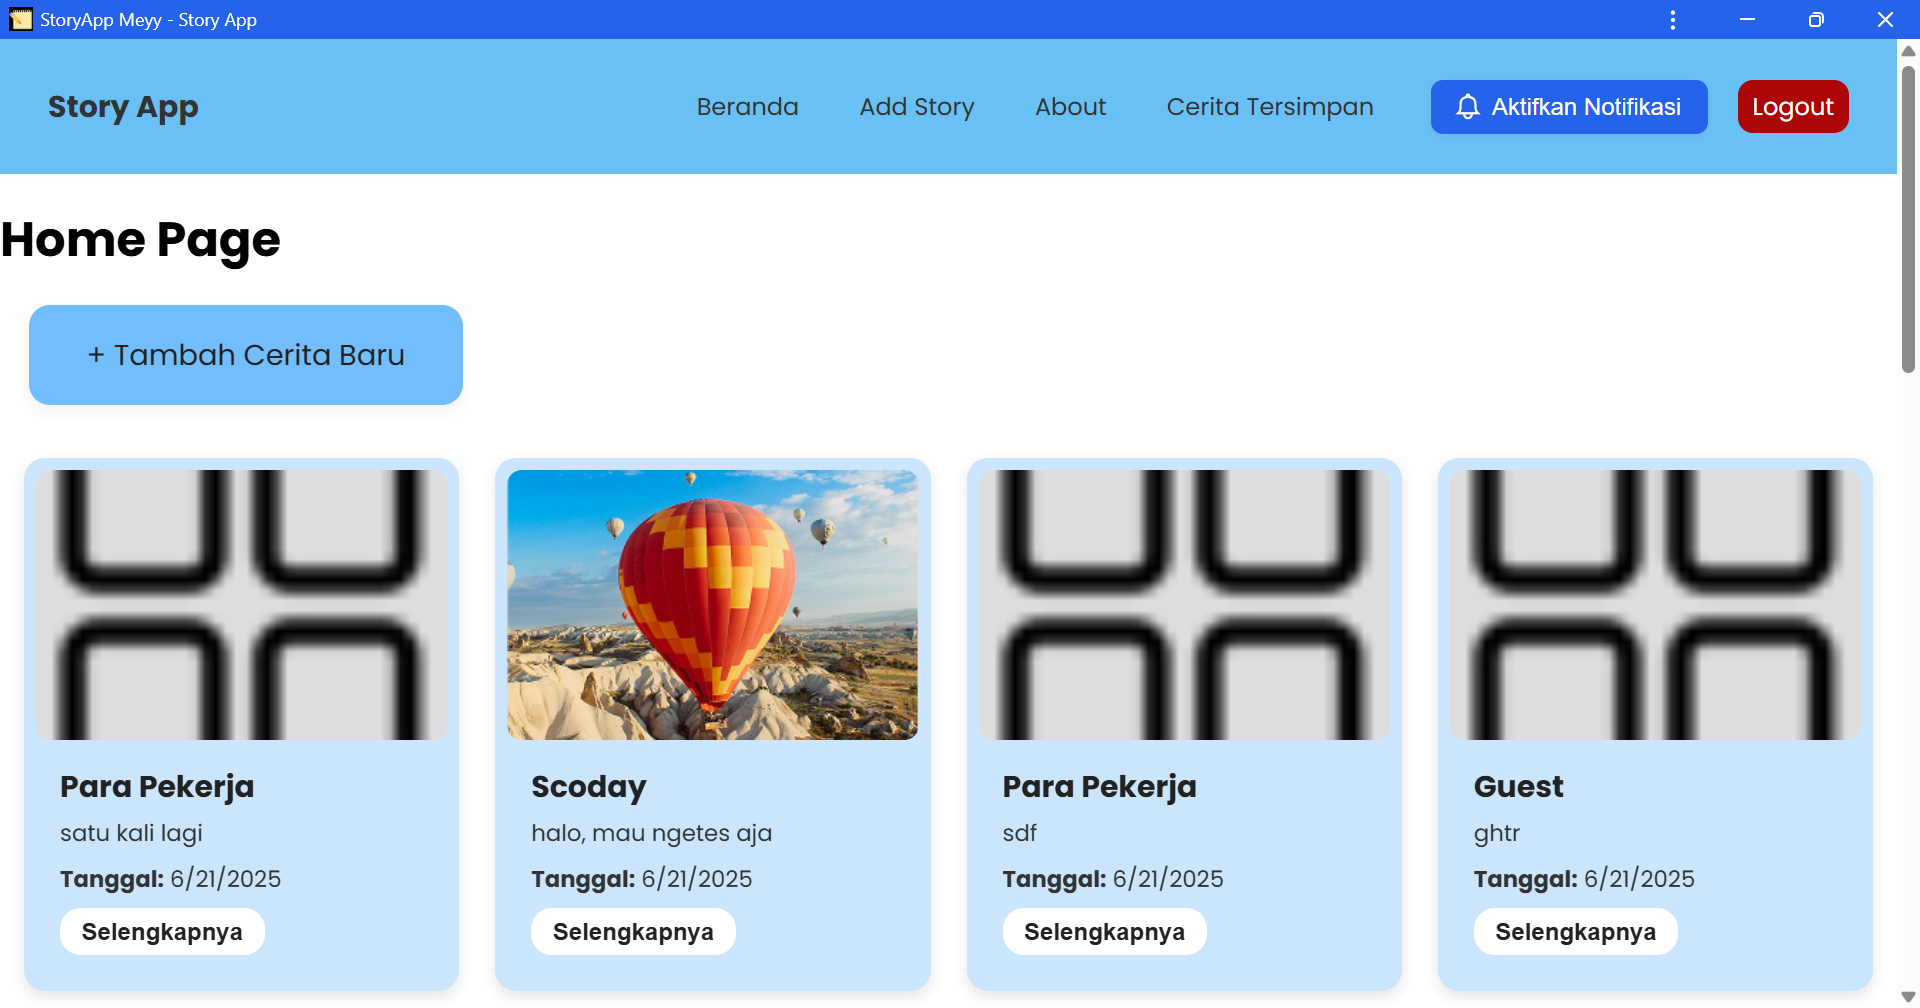 StoryApp Meyy - Story App
Story App
Beranda
Add Story
About
Cerita Tersimpan
Aktifkan Notifikasi
Logout
Home Page
+ Tambah Cerita Baru
Para Pekerja
satu kali lagi
Tanggal: 6/21/2025
Selengkapnya
Scoday
halo, mau ngetes aja
Tanggal: 6/21/2025
Selengkapnya
Para Pekerja
sdf
Tanggal: 6/21/2025
Selengkapnya
Guest
ghtr
Tanggal: 6/21/2025
Selengkapnya